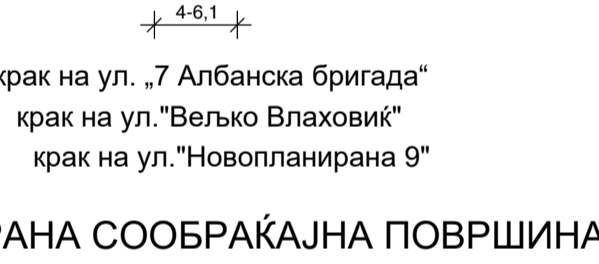 4-6,1
крак на ул. „7 Албанска бригада“
крак на ул."Вељко Влаховиќ"
крак на ул."Новопланирана 9"
СООБРАЌАЈНА ПОВРШИНА